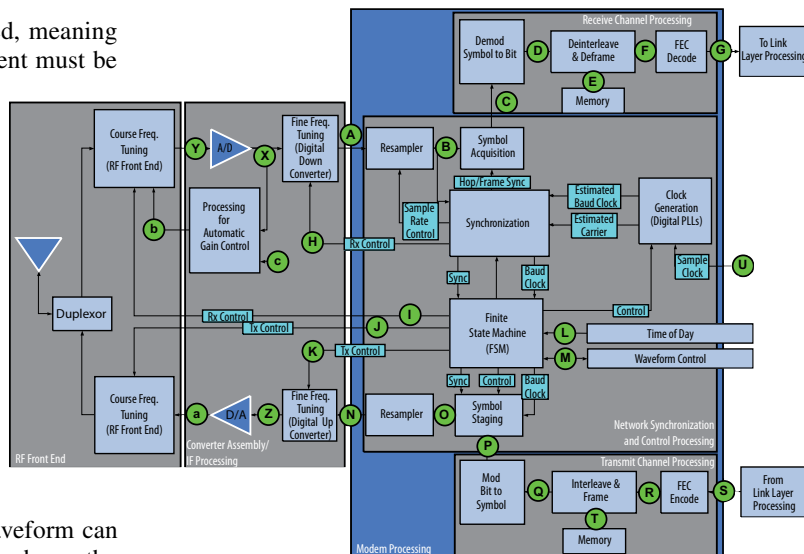 d, meaning
ent must be
Receive Channel Processing
Demod
Symbol to Bit
D
Deinterleave
& Deframe
F
FEC
Decode
G
To Link
Layer Processing
E
Memory
C
Course Freq.
Tuning
(RF Front End)
Y
A/D
X
Fine Freq.
Tuning
(Digital
Down
Converter)
A
Resampler
B
Symbol
Acquisition
Hop/Frame Sync
Processing
for
Automatic
Gain Control
b
c
H
Rx Control
Sample
Rate
Control
Synchronization
Estimated
Baud Clock
Estimated
Carrier
Clock
Generation
(Digital PLLs)
Sample
Clock
U
Sync
Baud
Clock
Duplexor
Rx Control
I
Tx Control
J
K
Tx Control
Finite
State Machine
(FSM)
Control
L
Time of Day
M
Waveform Control
Sync
Control
Baud
Clock
Course Freq.
Tuning
(RF Front End)
a
D/A
Z
Fine Freq.
Tuning
(Digital Up
Converter)
N
Resampler
O
Symbol
Staging
RF Front End
Converter Assembly/
IF Processing
Network Synchronization
and Control Processing
P
Transmit Channel Processing
Mod
Bit to
Symbol
Q
Interleave &
Frame
R
FEC
Encode
S
From
Link Layer
Processing
T
Memory
Modem Processing
aveform can